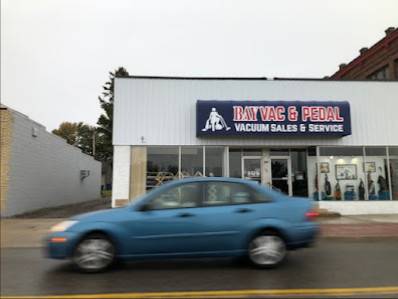 BAY VAC & PEDAL
VACUUM SALES & SERVICE